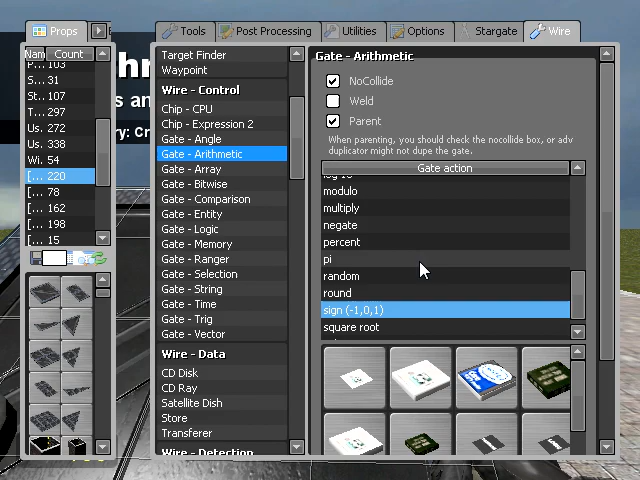 Props
Tools
Post Processing
Utilities
Options
Stargate
Wire
Nam
Count
P... 103
S... 31
St... 107
T... 297
Us. 272
Us. 338
Wi. 54
[... 220
[... 78
[... 162
[... 198
[... 15
Target Finder
Waypoint
Wire - Control
Chip - CPU
Chip - Expression 2
Gate - Angle
Gate - Arithmetic
Gate - Array
Gate - Bitwise
Gate - Comparison
Gate - Entity
Gate - Logic
Gate - Memory
Gate - Ranger
Gate - Selection
Gate - String
Gate - Time
Gate - Trig
Gate - Vector
Wire - Data
CD Disk
CD Ray
Satellite Dish
Store
Transferer
Wire - Detection
Gate - Arithmetic
NoCollide
Weld
Parent
When parenting, you should check the nocollide box, or adv
duplicator might not dupe the gate.
Gate action
log 10
modulo
multiply
negate
percent
pi
random
round
sign (-1,0,1)
square root